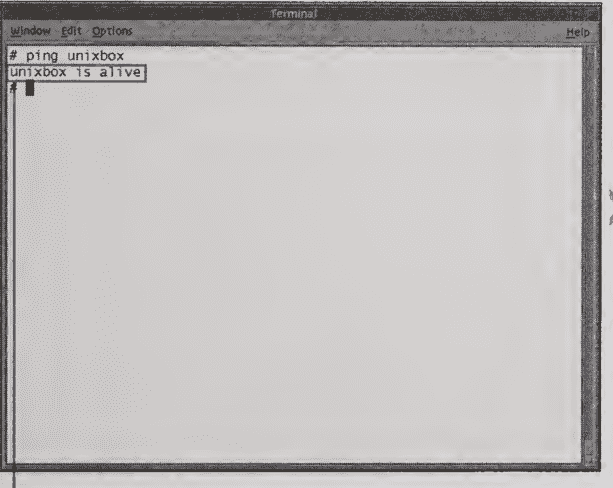 Terminal
Window Edit Options Help
# ping unixbox
unixbox is alive
#